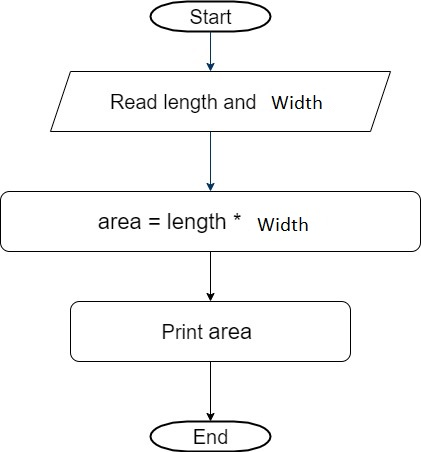 Start
Read length and Width
area = length * Width
Print area
End